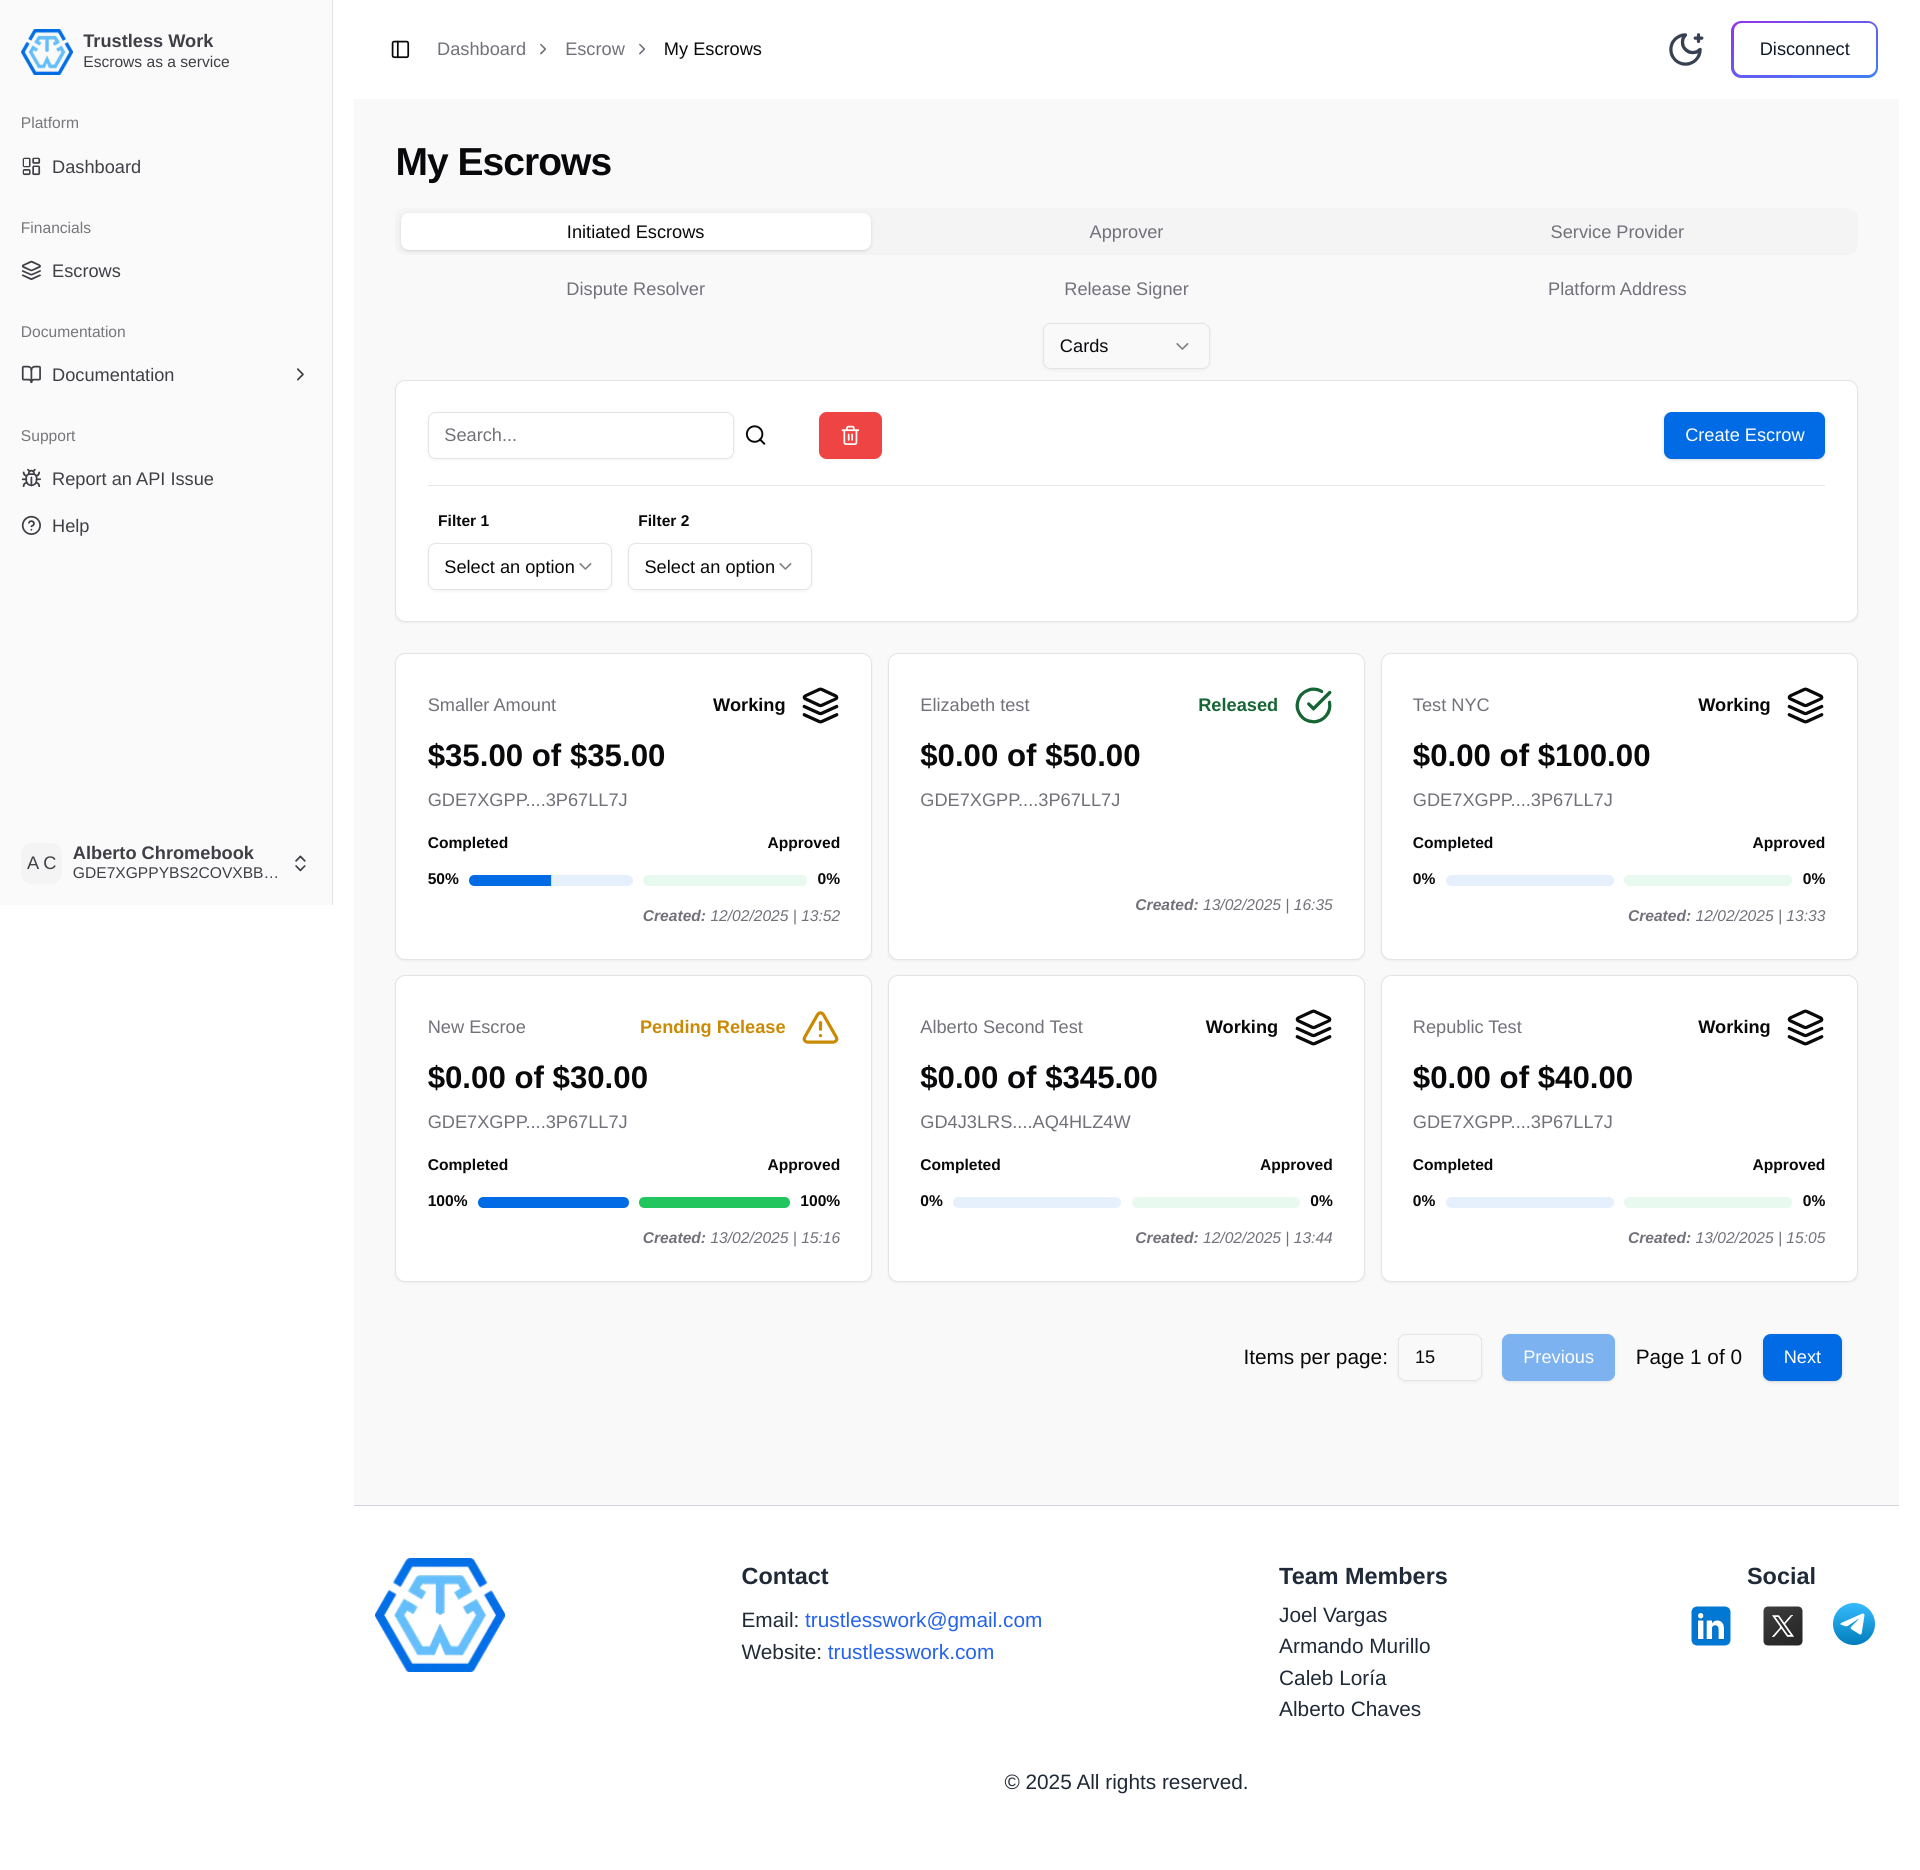 Trustless Work
Escrows as a service
Platform
Dashboard
Financials
Escrows
Documentation
Documentation
Support
Report an API Issue
Help
A C
Alberto Chromebook
GDE7XGPPYBS2COVXBB…
Dashboard > Escrow > My Escrows
Disconnect
My Escrows
Initiated Escrows
Approver
Service Provider
Dispute Resolver
Release Signer
Platform Address
Cards
Search...
Create Escrow
Filter 1
Filter 2
Select an option
Select an option
Smaller Amount
Working
$35.00 of $35.00
GDE7XGPP....3P67LL7J
Completed
Approved
50%
0%
Created: 12/02/2025 | 13:52
Elizabeth test
Released
$0.00 of $50.00
GDE7XGPP....3P67LL7J
Created: 13/02/2025 | 16:35
Test NYC
Working
$0.00 of $100.00
GDE7XGPP....3P67LL7J
Completed
Approved
0%
0%
Created: 12/02/2025 | 13:33
New Escroe
Pending Release
$0.00 of $30.00
GDE7XGPP....3P67LL7J
Completed
Approved
100%
100%
Created: 13/02/2025 | 15:16
Alberto Second Test
Working
$0.00 of $345.00
GD4J3LRS....AQ4HLZ4W
Completed
Approved
0%
0%
Created: 12/02/2025 | 13:44
Republic Test
Working
$0.00 of $40.00
GDE7XGPP....3P67LL7J
Completed
Approved
0%
0%
Created: 13/02/2025 | 15:05
Items per page:
15
Previous
Page 1 of 0
Next
Contact
Email: trustlesswork@gmail.com
Website: trustlesswork.com
Team Members
Joel Vargas
Armando Murillo
Caleb Loría
Alberto Chaves
Social
© 2025 All rights reserved.